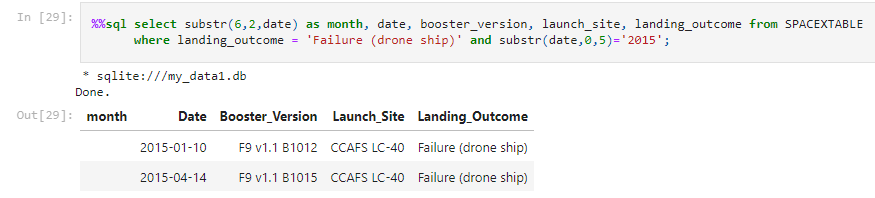 In [29]:
%%sql select substr(6,2,date) as month, date, booster_version, launch_site, landing_outcome from SPACEXTABLE
where landing_outcome = 'Failure (drone ship)' and substr(date,0,5)='2015';
* sqlite:///my_data1.db
Done.
Out[29]:
month Date Booster_Version Launch_Site Landing_Outcome
2015-01-10 F9 v1.1 B1012 CCAFS LC-40 Failure (drone ship)
2015-04-14 F9 v1.1 B1015 CCAFS LC-40 Failure (drone ship)